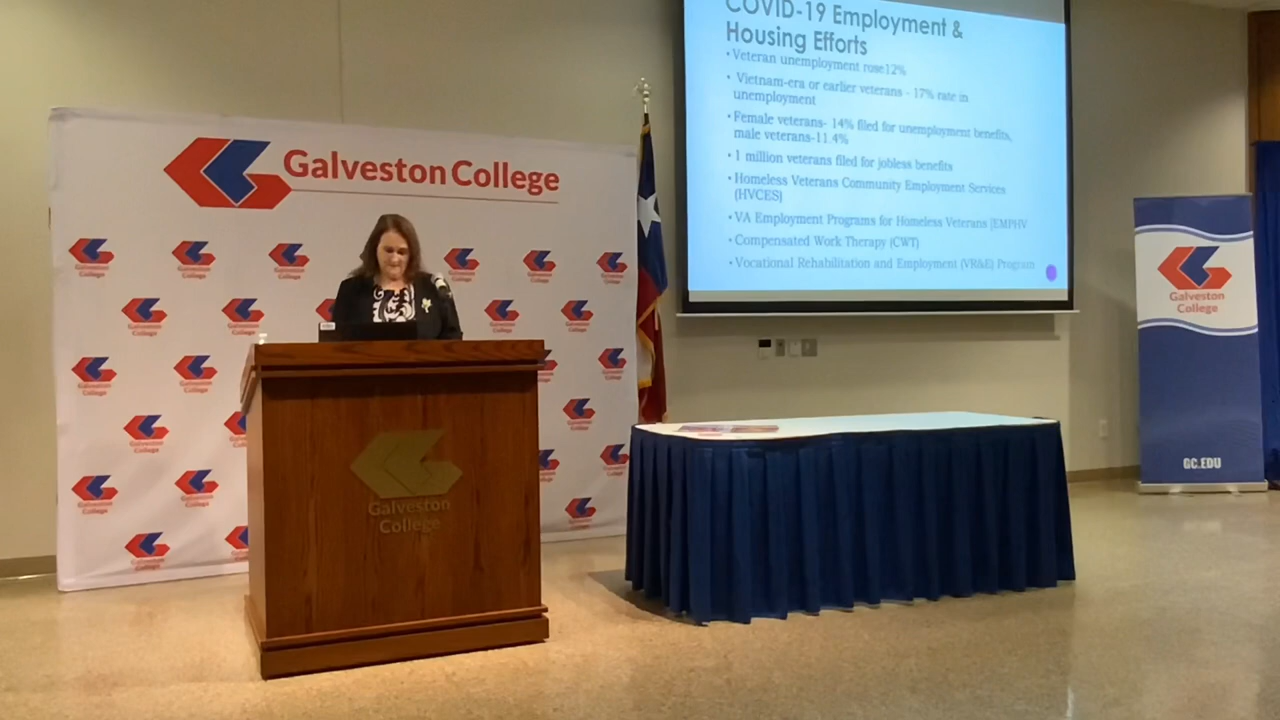 COVID-19 Employment &
Housing Efforts
• Veteran unemployment rose12%
• Vietnam-era or earlier veterans - 17% rate in
unemployment
• Female veterans- 14% filed for unemployment benefits,
male veterans-11.4%
• 1 million veterans filed for jobless benefits
• Homeless Veterans Community Employment Services
(HVCES)
• VA Employment Programs for Homeless Veterans (EMPHV
• Compensated Work Therapy (CWT)
• Vocational Rehabilitation and Employment (VR&E) Program
Galveston College
Galveston
College
Galveston
College
GC.EDU